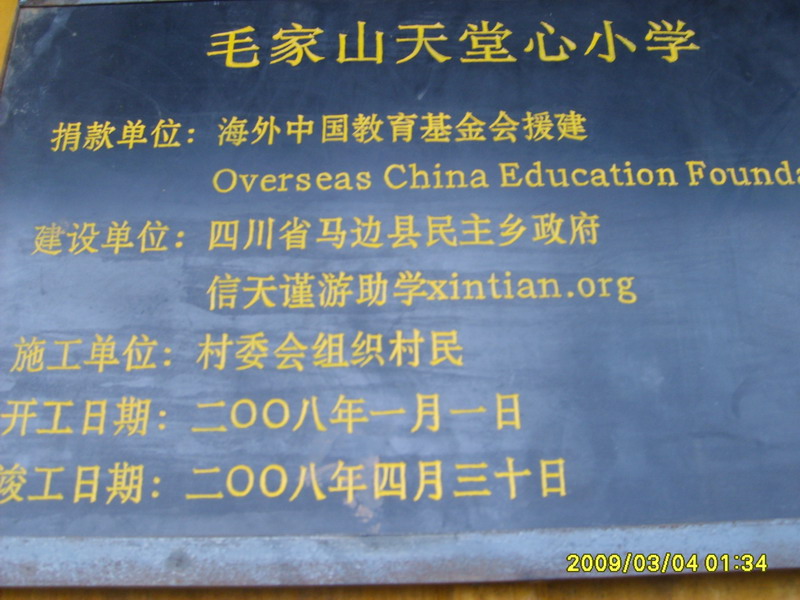 毛家山天堂心小学
捐款单位：海外中国教育基金会援建
Overseas China Education Founda
建设单位：四川省马边县民主乡政府
信天谨游助学xintian.org
施工单位：村委会组织村民
开工日期：二〇〇八年一月一日
竣工日期：二〇〇八年四月三十日
2009/03/04 01:34